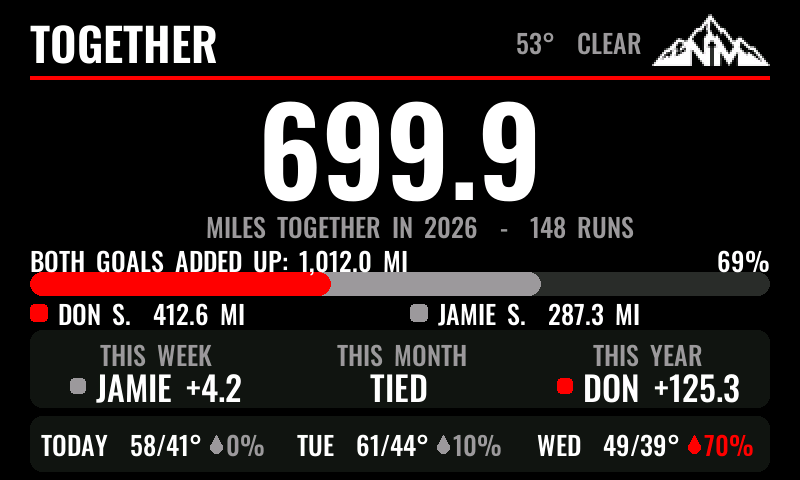 TOGETHER 53° CLEAR NM
699.9
MILES TOGETHER IN 2026 - 148 RUNS
BOTH GOALS ADDED UP: 1,012.0 MI 69%
DON S. 412.6 MI JAMIE S. 287.3 MI
THIS WEEK THIS MONTH THIS YEAR
JAMIE +4.2 TIED DON +125.3
TODAY 58/41° 0% TUE 61/44° 10% WED 49/39° 70%